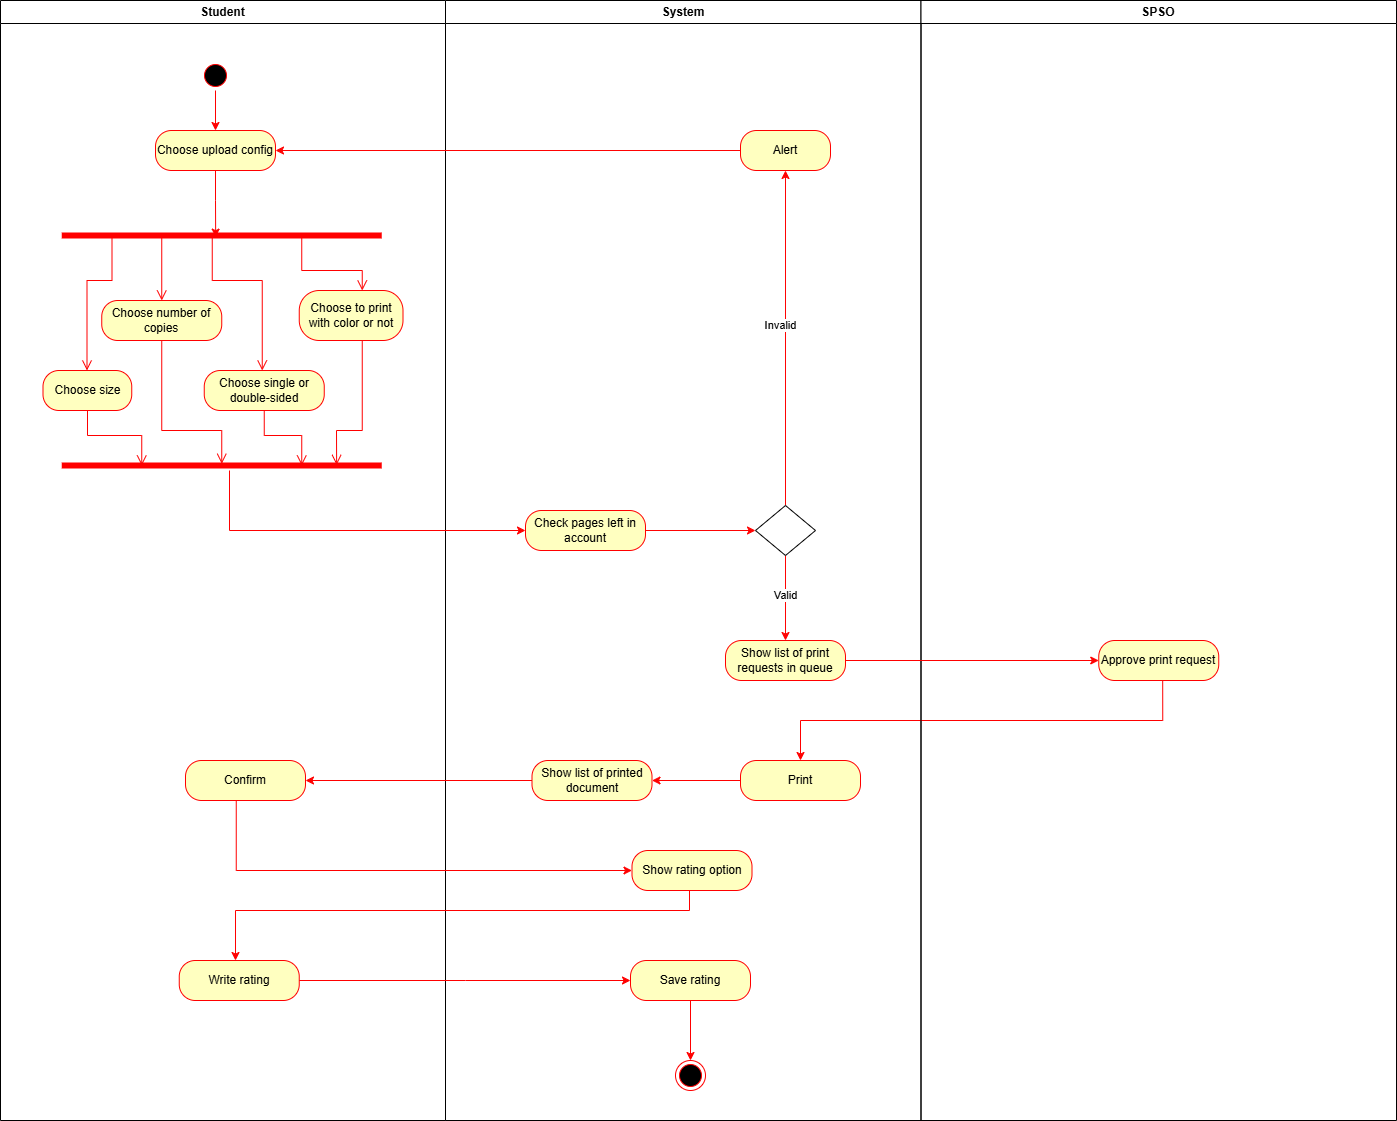 Student
System
SPSO
Choose upload config
Alert
Choose number of
copies
Choose to print
with color or not
Invalid
Choose size
Choose single or
double-sided
Check pages left in
account
Valid
Show list of print
requests in queue
Approve print request
Confirm
Show list of printed
document
Print
Show rating option
Write rating
Save rating